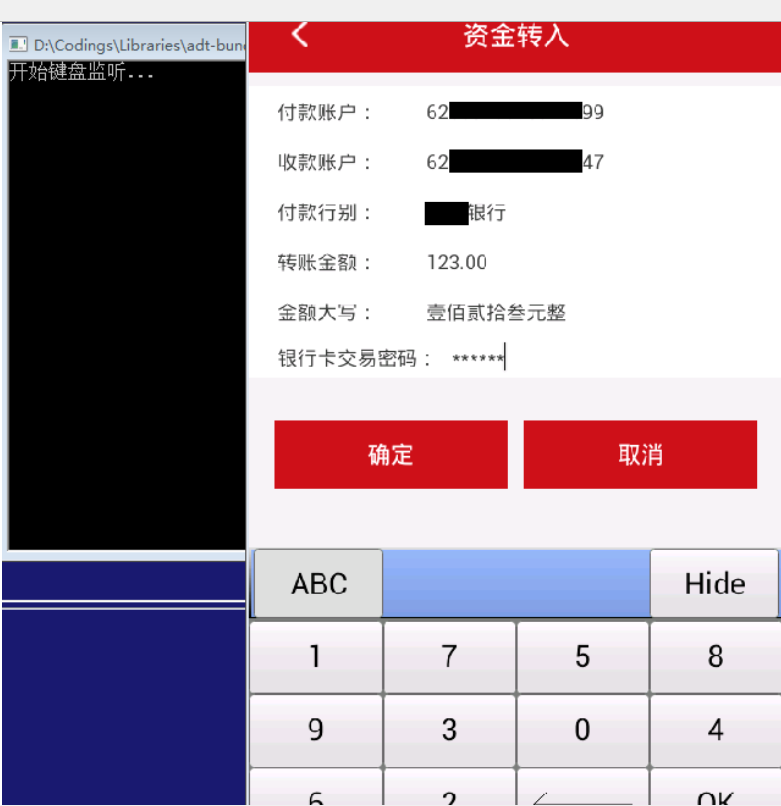 D:\Codings\Libraries\adt-bun
开始键盘监听...
资金转入
付款账户: 62 99
收款账户: 62 47
付款行别: 银行
转账金额: 123.00
金额大写: 壹佰贰拾叁元整
银行卡交易密码: ******
确定 取消
ABC Hide
1 7 5 8
9 3 0 4
6 2 OK